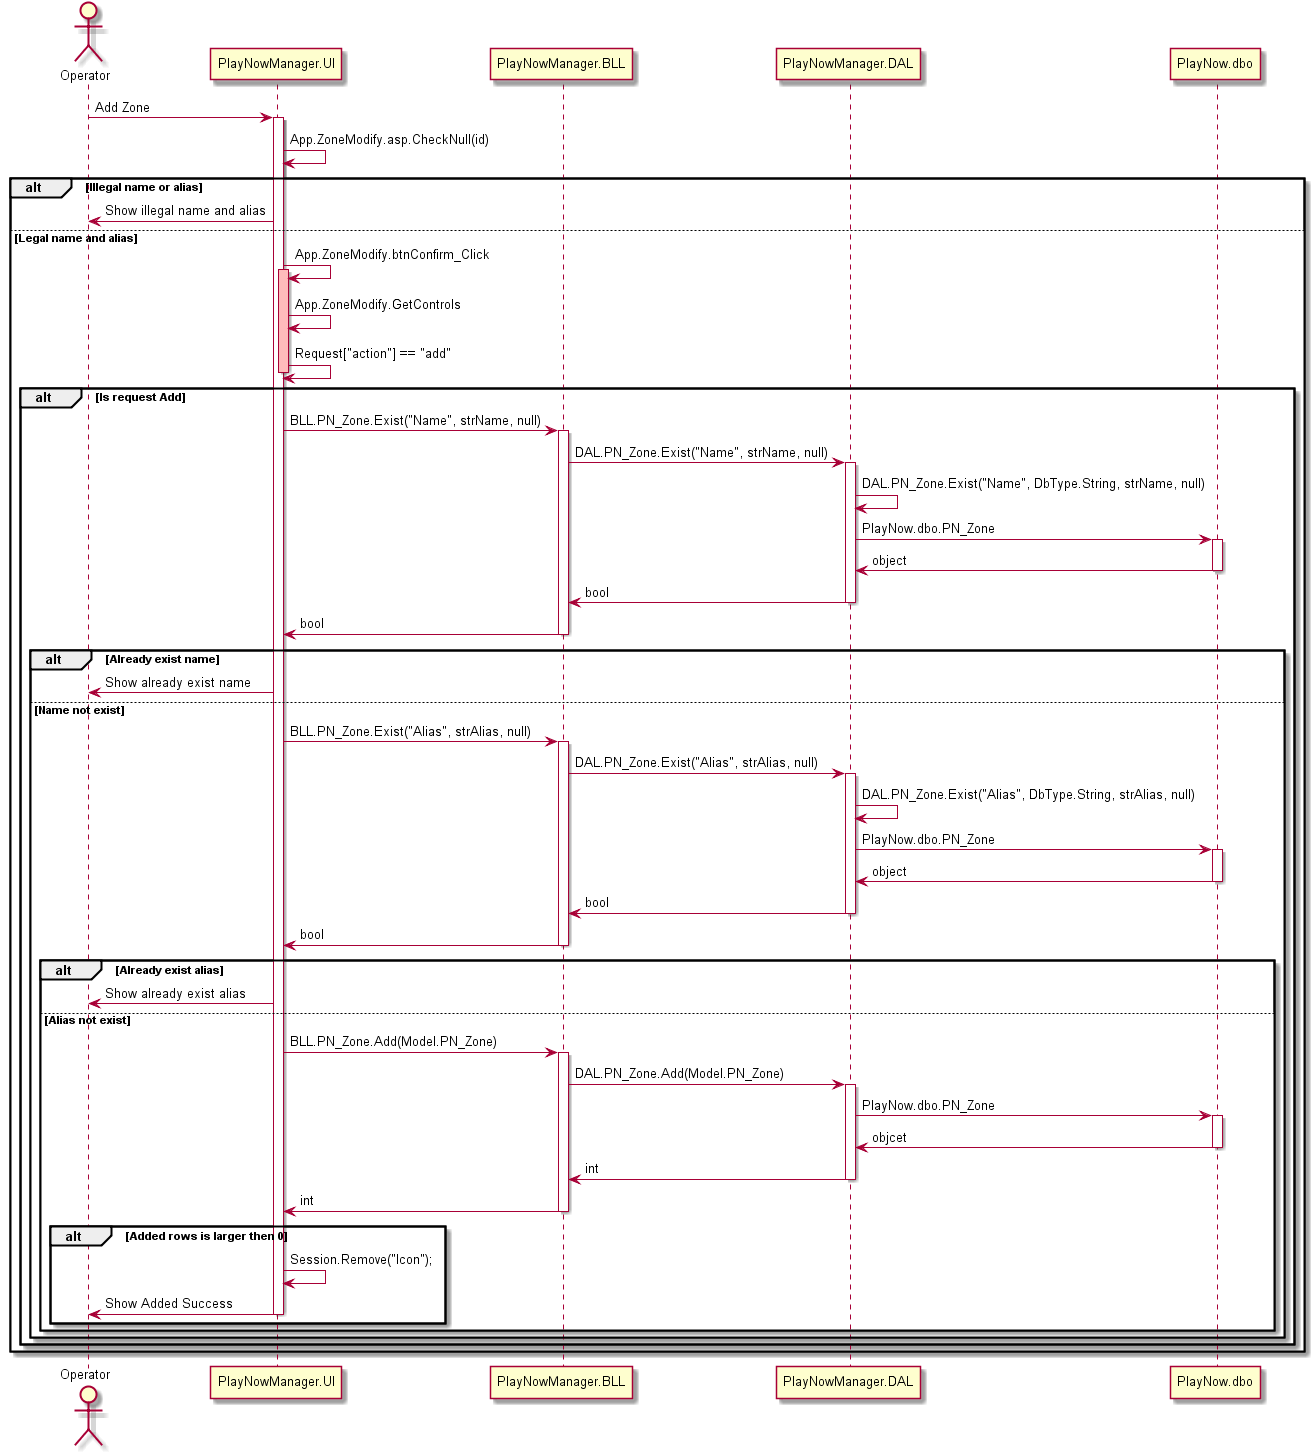 Operator
PlayNowManager.UI
PlayNowManager.BLL
PlayNowManager.DAL
PlayNow.dbo
Add Zone
App.ZoneModify.asp.CheckNull(id)
alt
[Illegal name or alias]
Show illegal name and alias
[Legal name and alias]
App.ZoneModify.btnConfirm_Click
App.ZoneModify.GetControls
Request["action"] == "add"
alt
[Is request Add]
BLL.PN_Zone.Exist("Name", strName, null)
DAL.PN_Zone.Exist("Name", strName, null)
DAL.PN_Zone.Exist("Name", DbType.String, strName, null)
PlayNow.dbo.PN_Zone
object
bool
bool
alt
[Already exist name]
Show already exist name
[Name not exist]
BLL.PN_Zone.Exist("Alias", strAlias, null)
DAL.PN_Zone.Exist("Alias", strAlias, null)
DAL.PN_Zone.Exist("Alias", DbType.String, strAlias, null)
PlayNow.dbo.PN_Zone
object
bool
bool
alt
[Already exist alias]
Show already exist alias
[Alias not exist]
BLL.PN_Zone.Add(Model.PN_Zone)
DAL.PN_Zone.Add(Model.PN_Zone)
PlayNow.dbo.PN_Zone
objcet
int
int
alt
[Added rows is larger then 0]
Session.Remove("Icon");
Show Added Success
Operator
PlayNowManager.UI
PlayNowManager.BLL
PlayNowManager.DAL
PlayNow.dbo